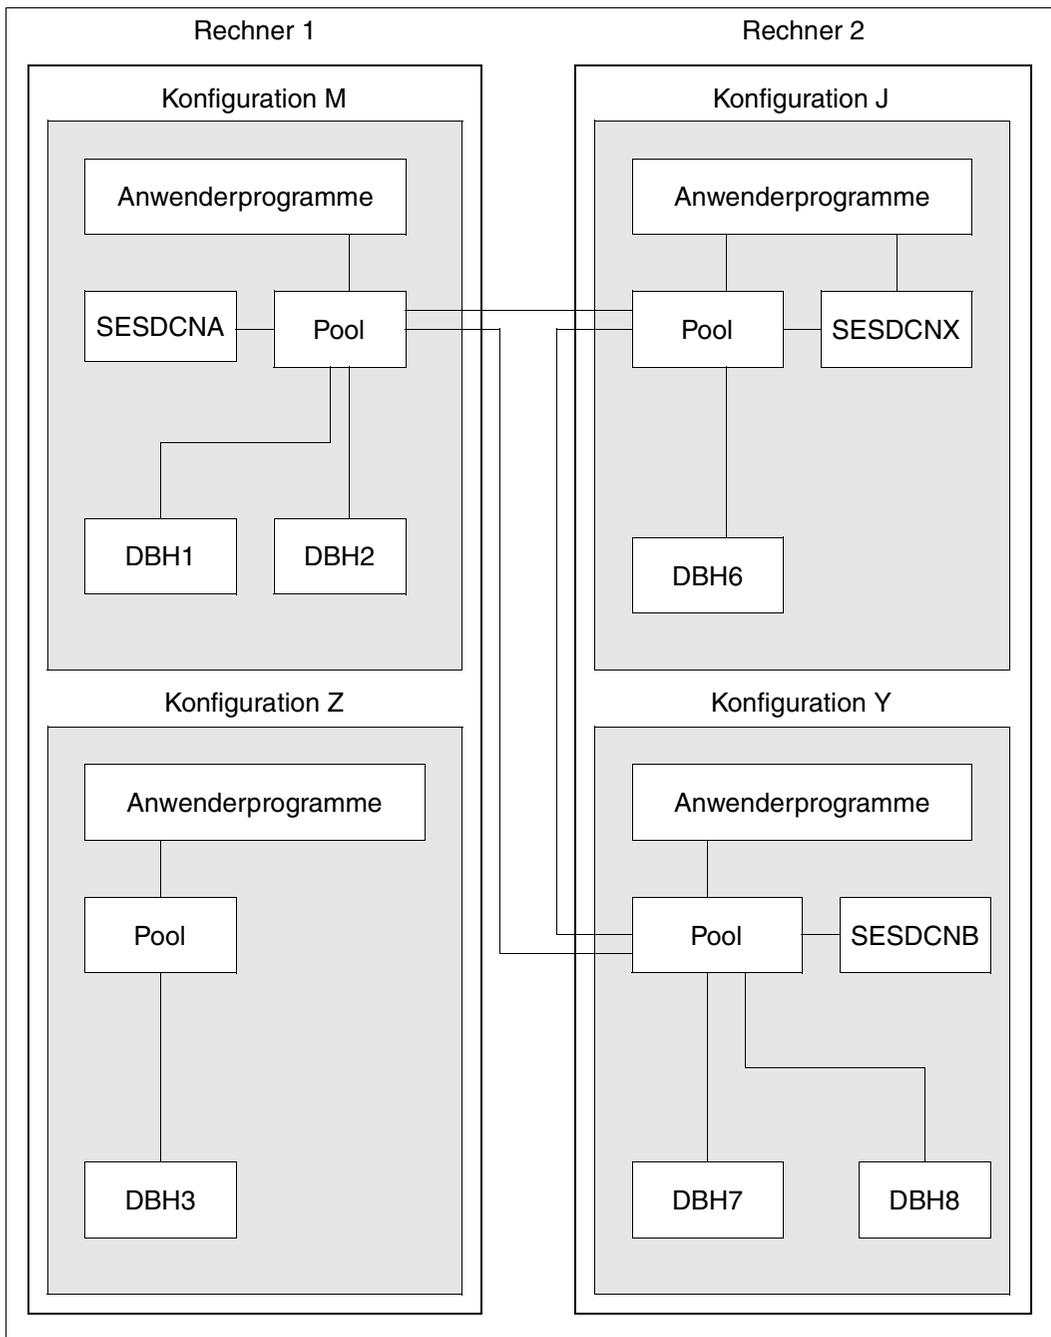 Rechner 1
Rechner 2
Konfiguration M
Konfiguration J
Anwenderprogramme
Anwenderprogramme
SESDCNA
Pool
Pool
SESDCNX
DBH1
DBH2
DBH6
Konfiguration Z
Konfiguration Y
Anwenderprogramme
Anwenderprogramme
Pool
Pool
SESDCNB
DBH3
DBH7
DBH8